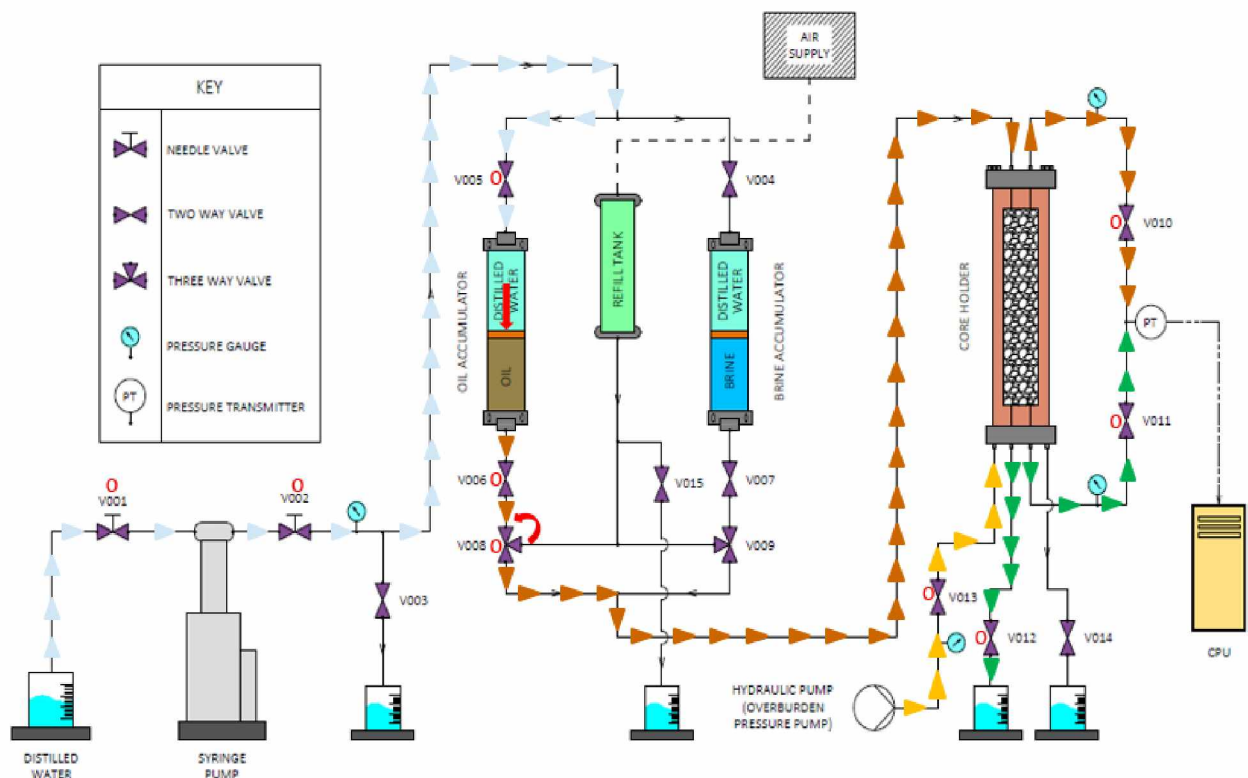 AIR
SUPPLY
KEY
NEEDLE VALVE
TWO WAY VALVE
THREE WAY VALVE
PRESSURE GAUGE
PT
PRESSURE TRANSMITTER
V005
O
V004
OIL ACCUMULATOR
DISTILLED
WATER
OIL
REFILL TANK
DISTILLED
WATER
BRINE
BRINE ACCUMULATOR
CORE HOLDER
O
V010
PT
O
V011
V006
O
V015
V007
O
V001
O
V002
V008
O
V009
V003
O
V013
O
V012
V014
CPU
HYDRAULIC PUMP
(OVERBURDEN
PRESSURE PUMP)
DISTILLED
WATER
SYRINGE
PUMP